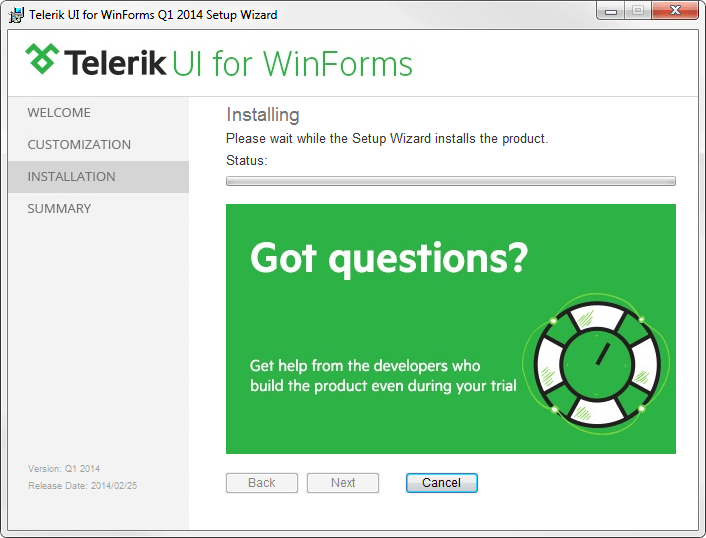 Telerik UI for WinForms Q1 2014 Setup Wizard
Telerik UI for WinForms
WELCOME
CUSTOMIZATION
INSTALLATION
SUMMARY
Installing
Please wait while the Setup Wizard installs the product.
Status:
Got questions?
Get help from the developers who
build the product even during your trial
Version: Q1 2014
Release Date: 2014/02/25
Back Next Cancel